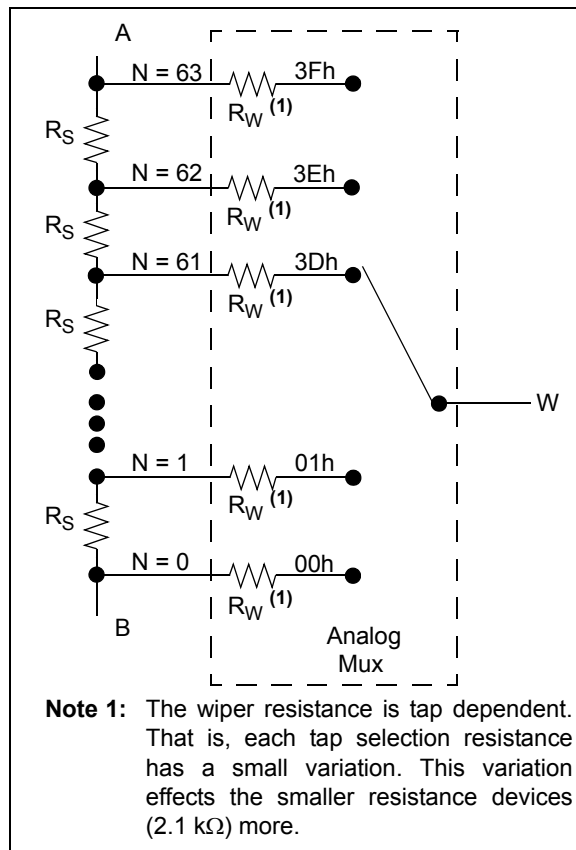 A
N = 63
3Fh
RW (1)
RS
N = 62
3Eh
RW (1)
RS
N = 61
3Dh
RW (1)
RS
W
N = 1
01h
RW (1)
RS
N = 0
00h
RW (1)
B
Analog
Mux
Note 1: The wiper resistance is tap dependent.
That is, each tap selection resistance
has a small variation. This variation
effects the smaller resistance devices
(2.1 kΩ) more.